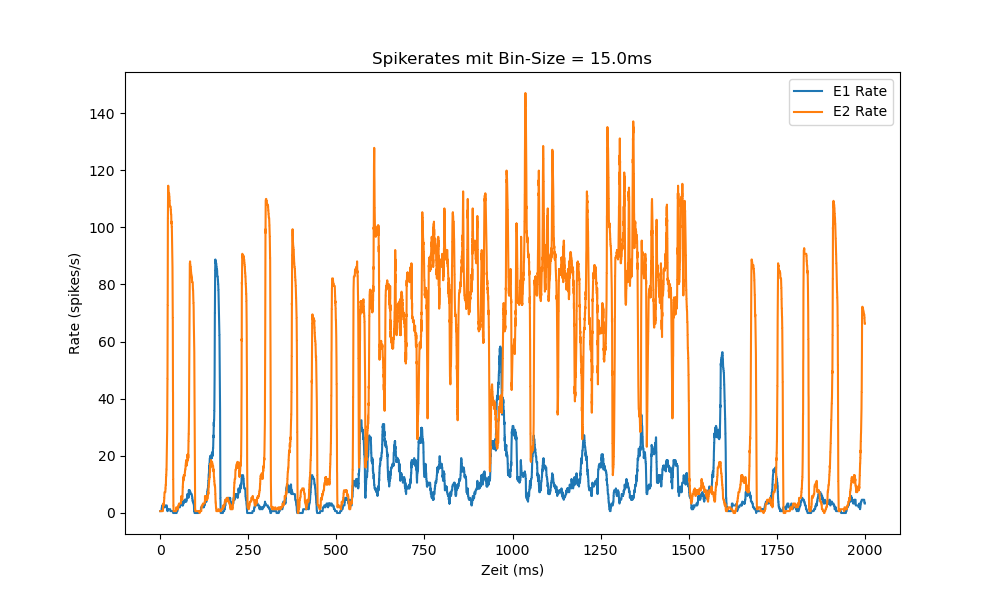 Spikerates mit Bin-Size = 15.0ms
E1 Rate
E2 Rate
Rate (spikes/s)
140
120
100
80
60
40
20
0
0 250 500 750 1000 1250 1500 1750 2000
Zeit (ms)